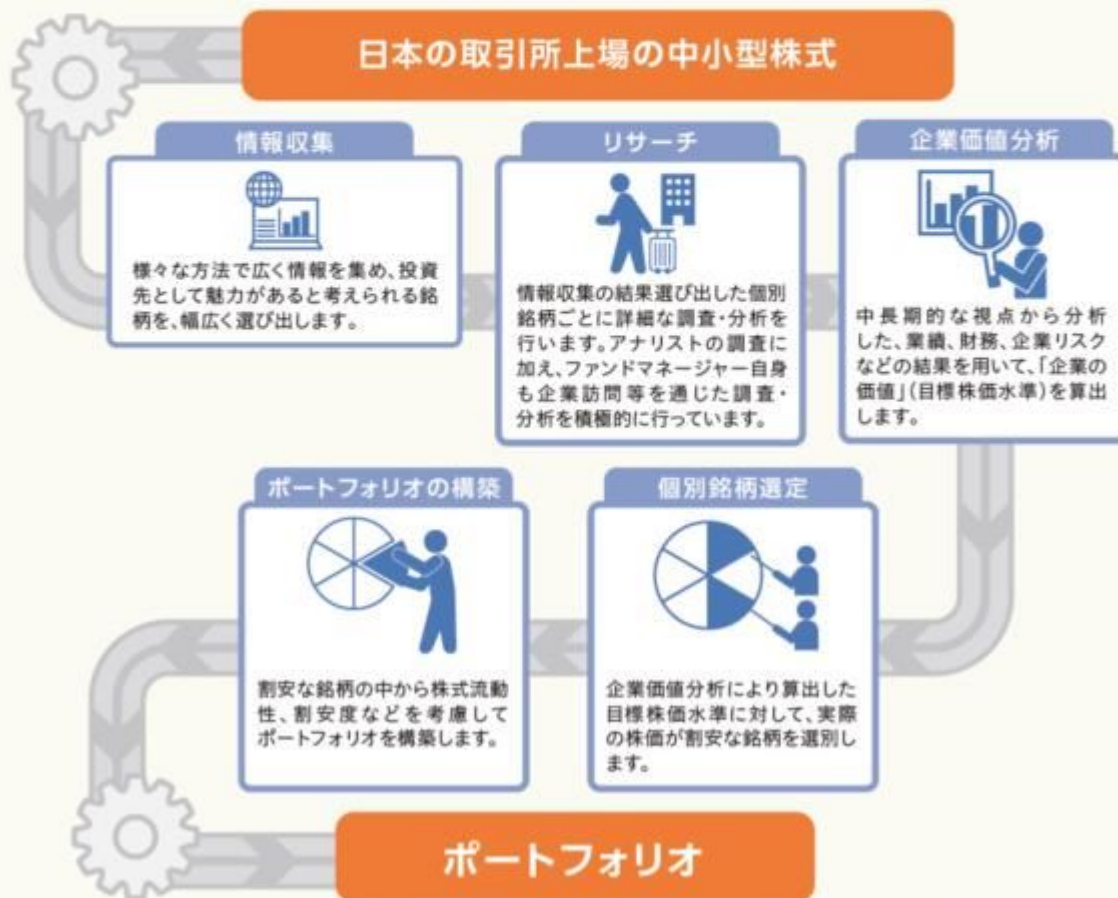 日本の取引所上場の中小型株式
情報収集
様々な方法で広く情報を集め、投資
先として魅力があると考えられる銘
柄を、幅広く選び出します。
リサーチ
情報収集の結果選び出した個別
銘柄ごとに詳細な調査・分析を
行います。アナリストの調査に
加え、ファンドマネージャー自身
も企業訪問等を通じた調査・
分析を積極的に行っています。
企業価値分析
中長期的な視点から分析
した、業績、財務、企業リスク
などの結果を用いて、「企業の
価値」(目標株価水準)を算出
します。
個別銘柄選定
企業価値分析により算出した
目標株価水準に対して、実際
の株価が割安な銘柄を選別し
ます。
ポートフォリオの構築
割安な銘柄の中から株式流動
性、割安度などを考慮して
ポートフォリオを構築します。
ポートフォリオ